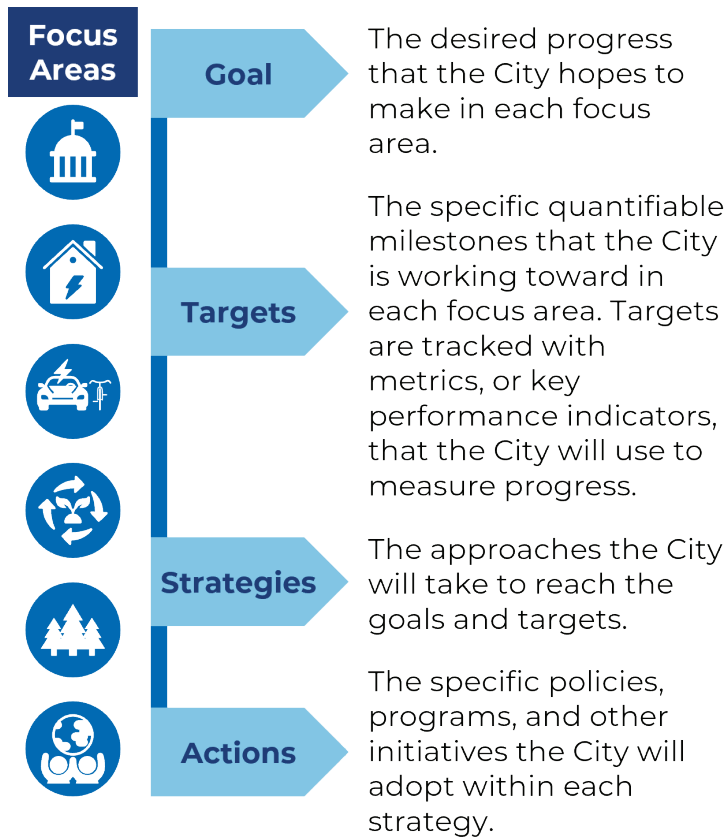 Focus
Areas
Goal
The desired progress
that the City hopes to
make in each focus
area.
Targets
The specific quantifiable
milestones that the City
is working toward in
each focus area. Targets
are tracked with
metrics, or key
performance indicators,
that the City will use to
measure progress.
Strategies
The approaches the City
will take to reach the
goals and targets.
Actions
The specific policies,
programs, and other
initiatives the City will
adopt within each
strategy.